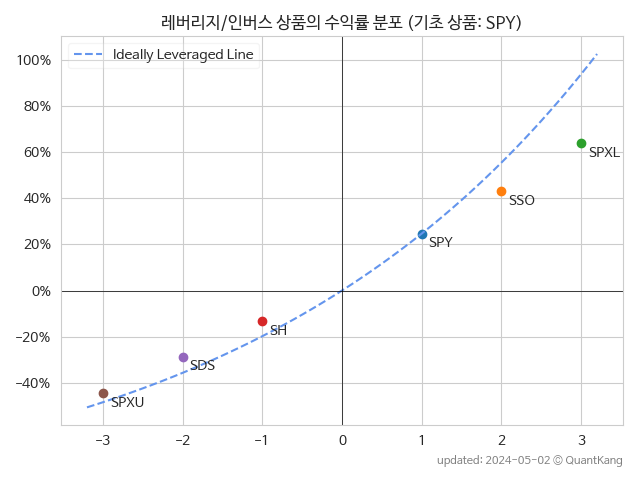 레버리지/인버스 상품의 수익률 분포 (기초 상품: SPY)
Ideally Leveraged Line
100%
80%
60%
40%
20%
0%
−20%
−40%
SPXL
SSO
SPY
SH
SDS
SPXU
−3 −2 −1 0 1 2 3
updated: 2024-05-02 © QuantKang